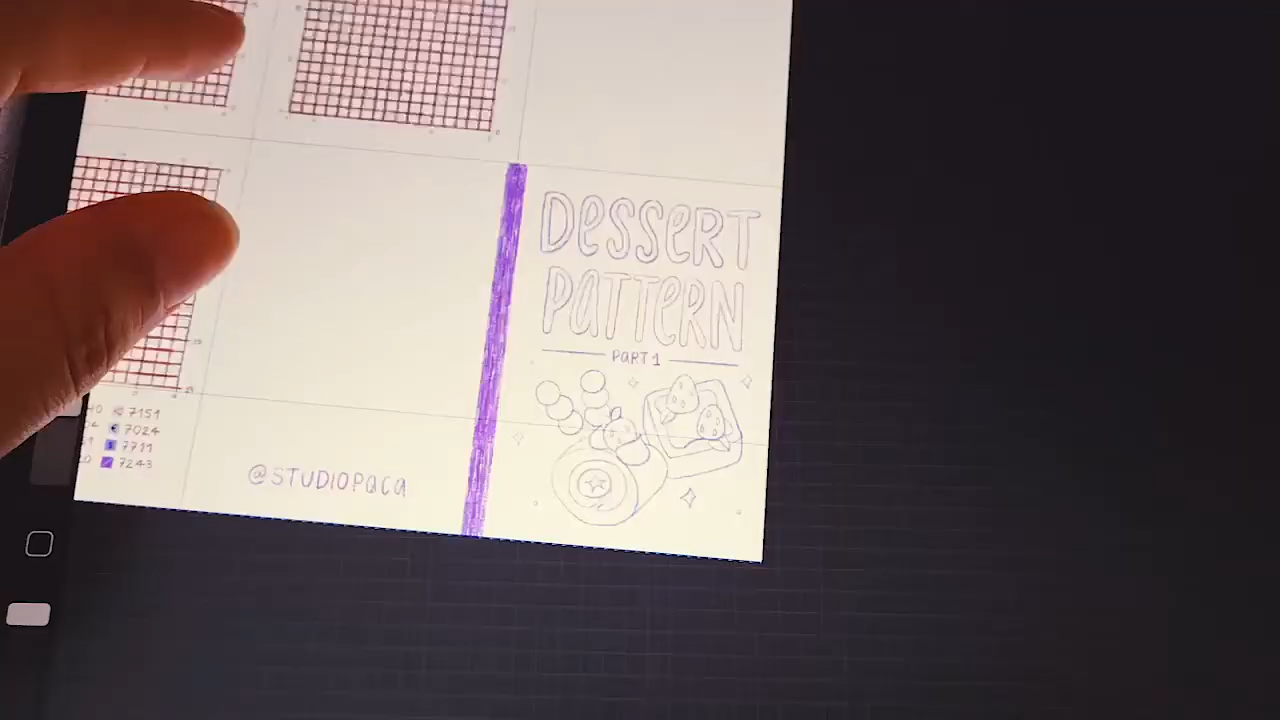 DesserT
PaTTeRN
PaRT 1
7151
7024
7711
7243
@STUDIOPaca